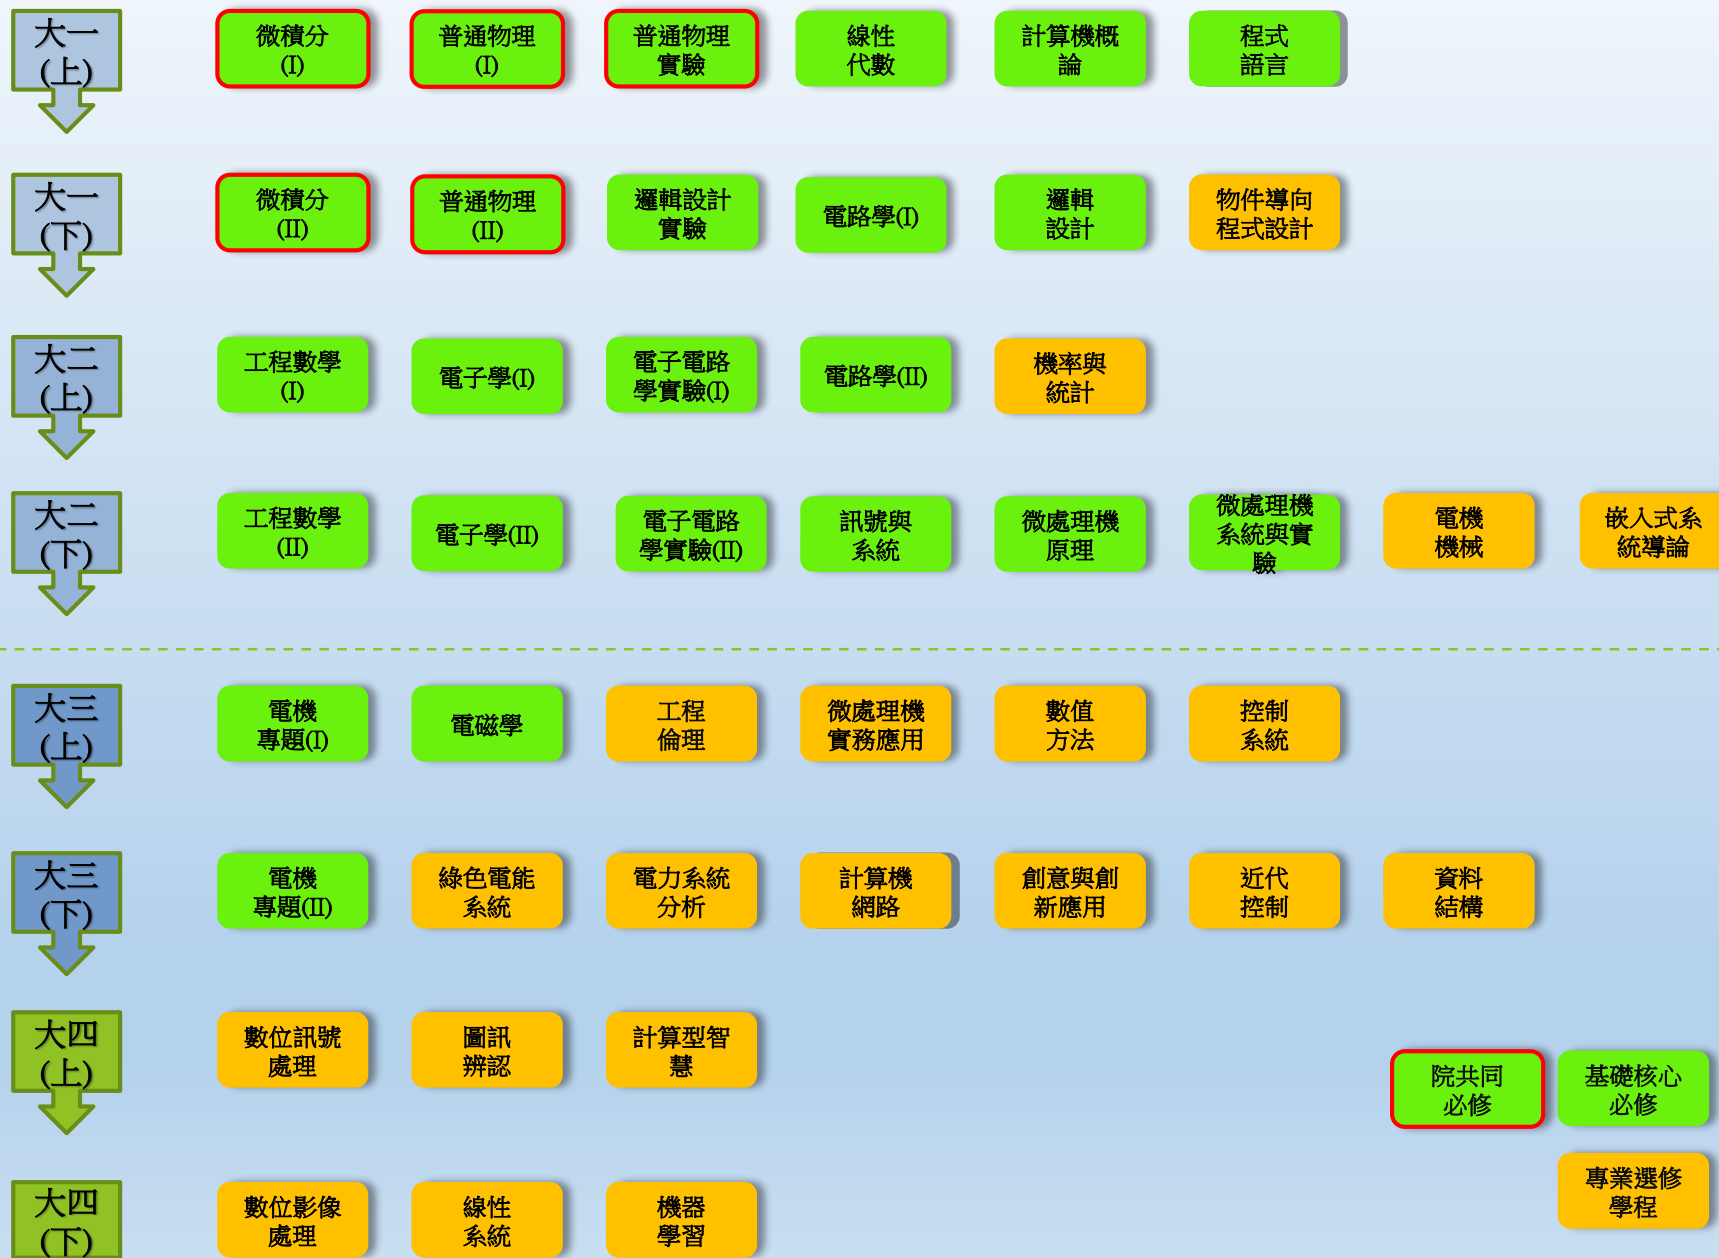 大一
(上)
微積分
(I)
普通物理
(I)
普通物理
實驗
線性
代數
計算機概
論
程式
語言
大一
(下)
微積分
(II)
普通物理
(II)
邏輯設計
實驗
電路學(I)
邏輯
設計
物件導向
程式設計
大二
(上)
工程數學
(I)
電子學(I)
電子電路
學實驗(I)
電路學(II)
機率與
統計
大二
(下)
工程數學
(II)
電子學(II)
電子電路
學實驗(II)
訊號與
系統
微處理機
原理
微處理機
系統與實
驗
電機
機械
嵌入式系
統導論
大三
(上)
電機
專題(I)
電磁學
工程
倫理
微處理機
實務應用
數值
方法
控制
系統
大三
(下)
電機
專題(II)
綠色電能
系統
電力系統
分析
計算機
網路
創意與創
新應用
近代
控制
資料
結構
大四
(上)
數位訊號
處理
圖訊
辨認
計算型智
慧
院共同
必修
基礎核心
必修
專業選修
學程
大四
(下)
數位影像
處理
線性
系統
機器
學習